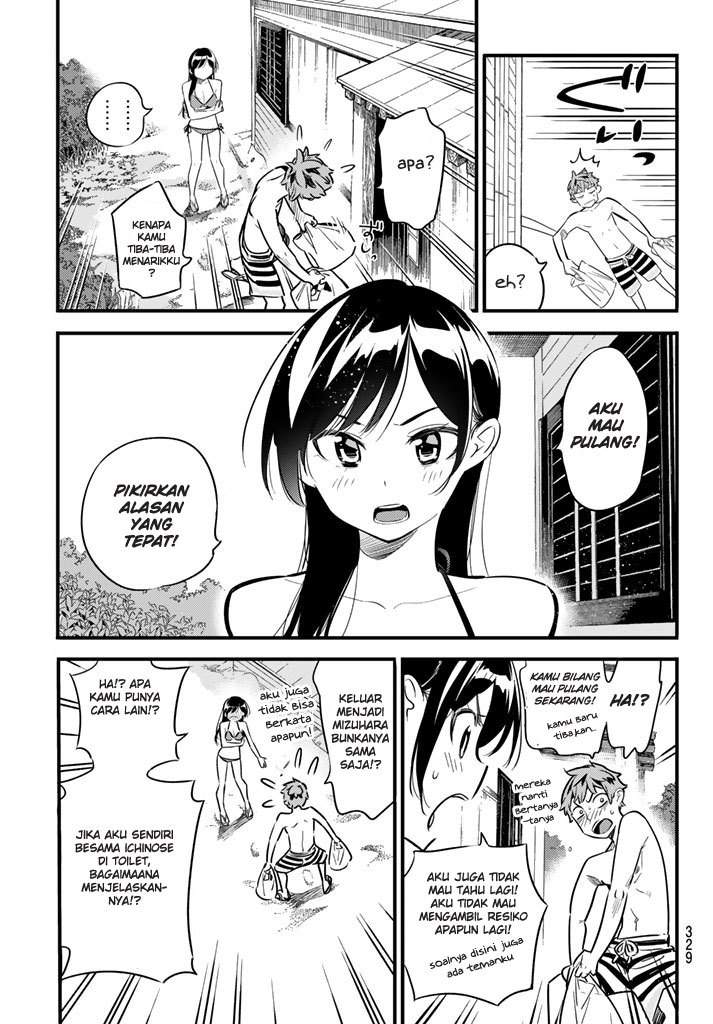 eh?
apa?
......
KENAPA
KAMU
TIBA-TIBA
MENARIKKU
?
AKU
MAU
PULANG!
PIKIRKAN
ALASAN
YANG
TEPAT!
KAMU BILANG
MAU PULANG
SEKARANG!
HA!?
kamu baru
tiba kan..
mereka
nanti
bertanya
-tanya
AKU JUGA TIDAK
MAU TAHU LAGI!
AKU TIDAK MAU
MENGAMBIL RESIKO
APAPUN LAGI!
soalnya disini juga
ada temanku
KELUAR
MENJADI
MIZUHARA
BUNKANYA
SAMA
SAJA!?
aku juga
tidak bisa
berkata
apapun!
HA!? APA
KAMU PUNYA
CARA LAIN!?
JIKA AKU SENDIRI
BESAMA ICHINOSE
DI TOILET,
BAGAIMAANA
MENJELASKAN-
NYA!?
329